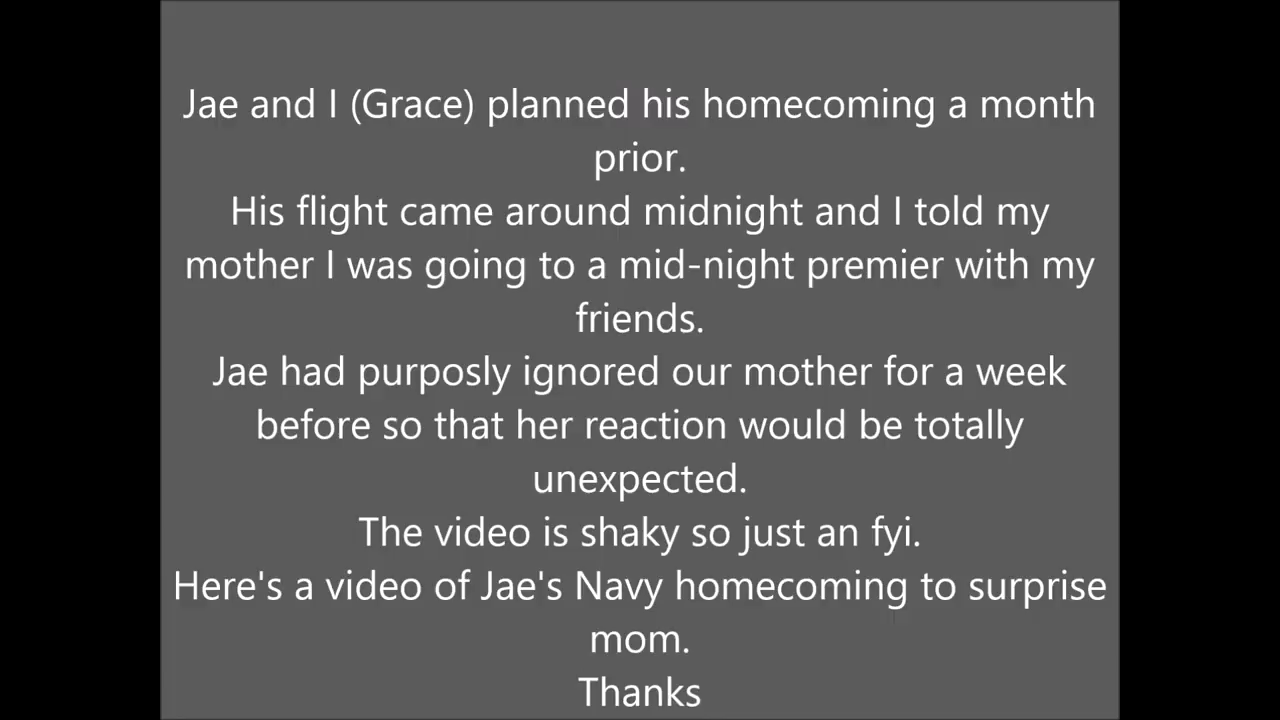 Jae and I (Grace) planned his homecoming a month
prior.
His flight came around midnight and I told my
mother I was going to a mid-night premier with my
friends.
Jae had purposly ignored our mother for a week
before so that her reaction would be totally
unexpected.
The video is shaky so just an fyi.
Here's a video of Jae's Navy homecoming to surprise
mom.
Thanks